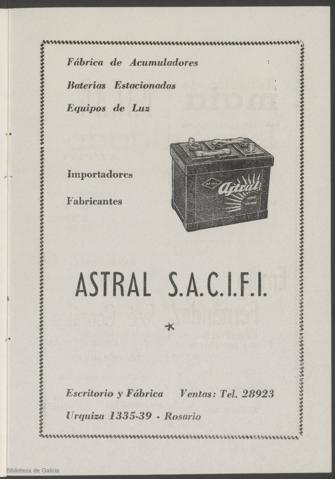 Fábrica de Acumuladores
Baterías Estacionadas
Equipos de Luz
Importadores
Fabricantes
Astral
ASTRAL S.A.C.I.F.I.
Escritorio y Fábrica Ventas: Tel. 28923
Urquiza 1335-39 - Rosario
Biblioteca de Galicia